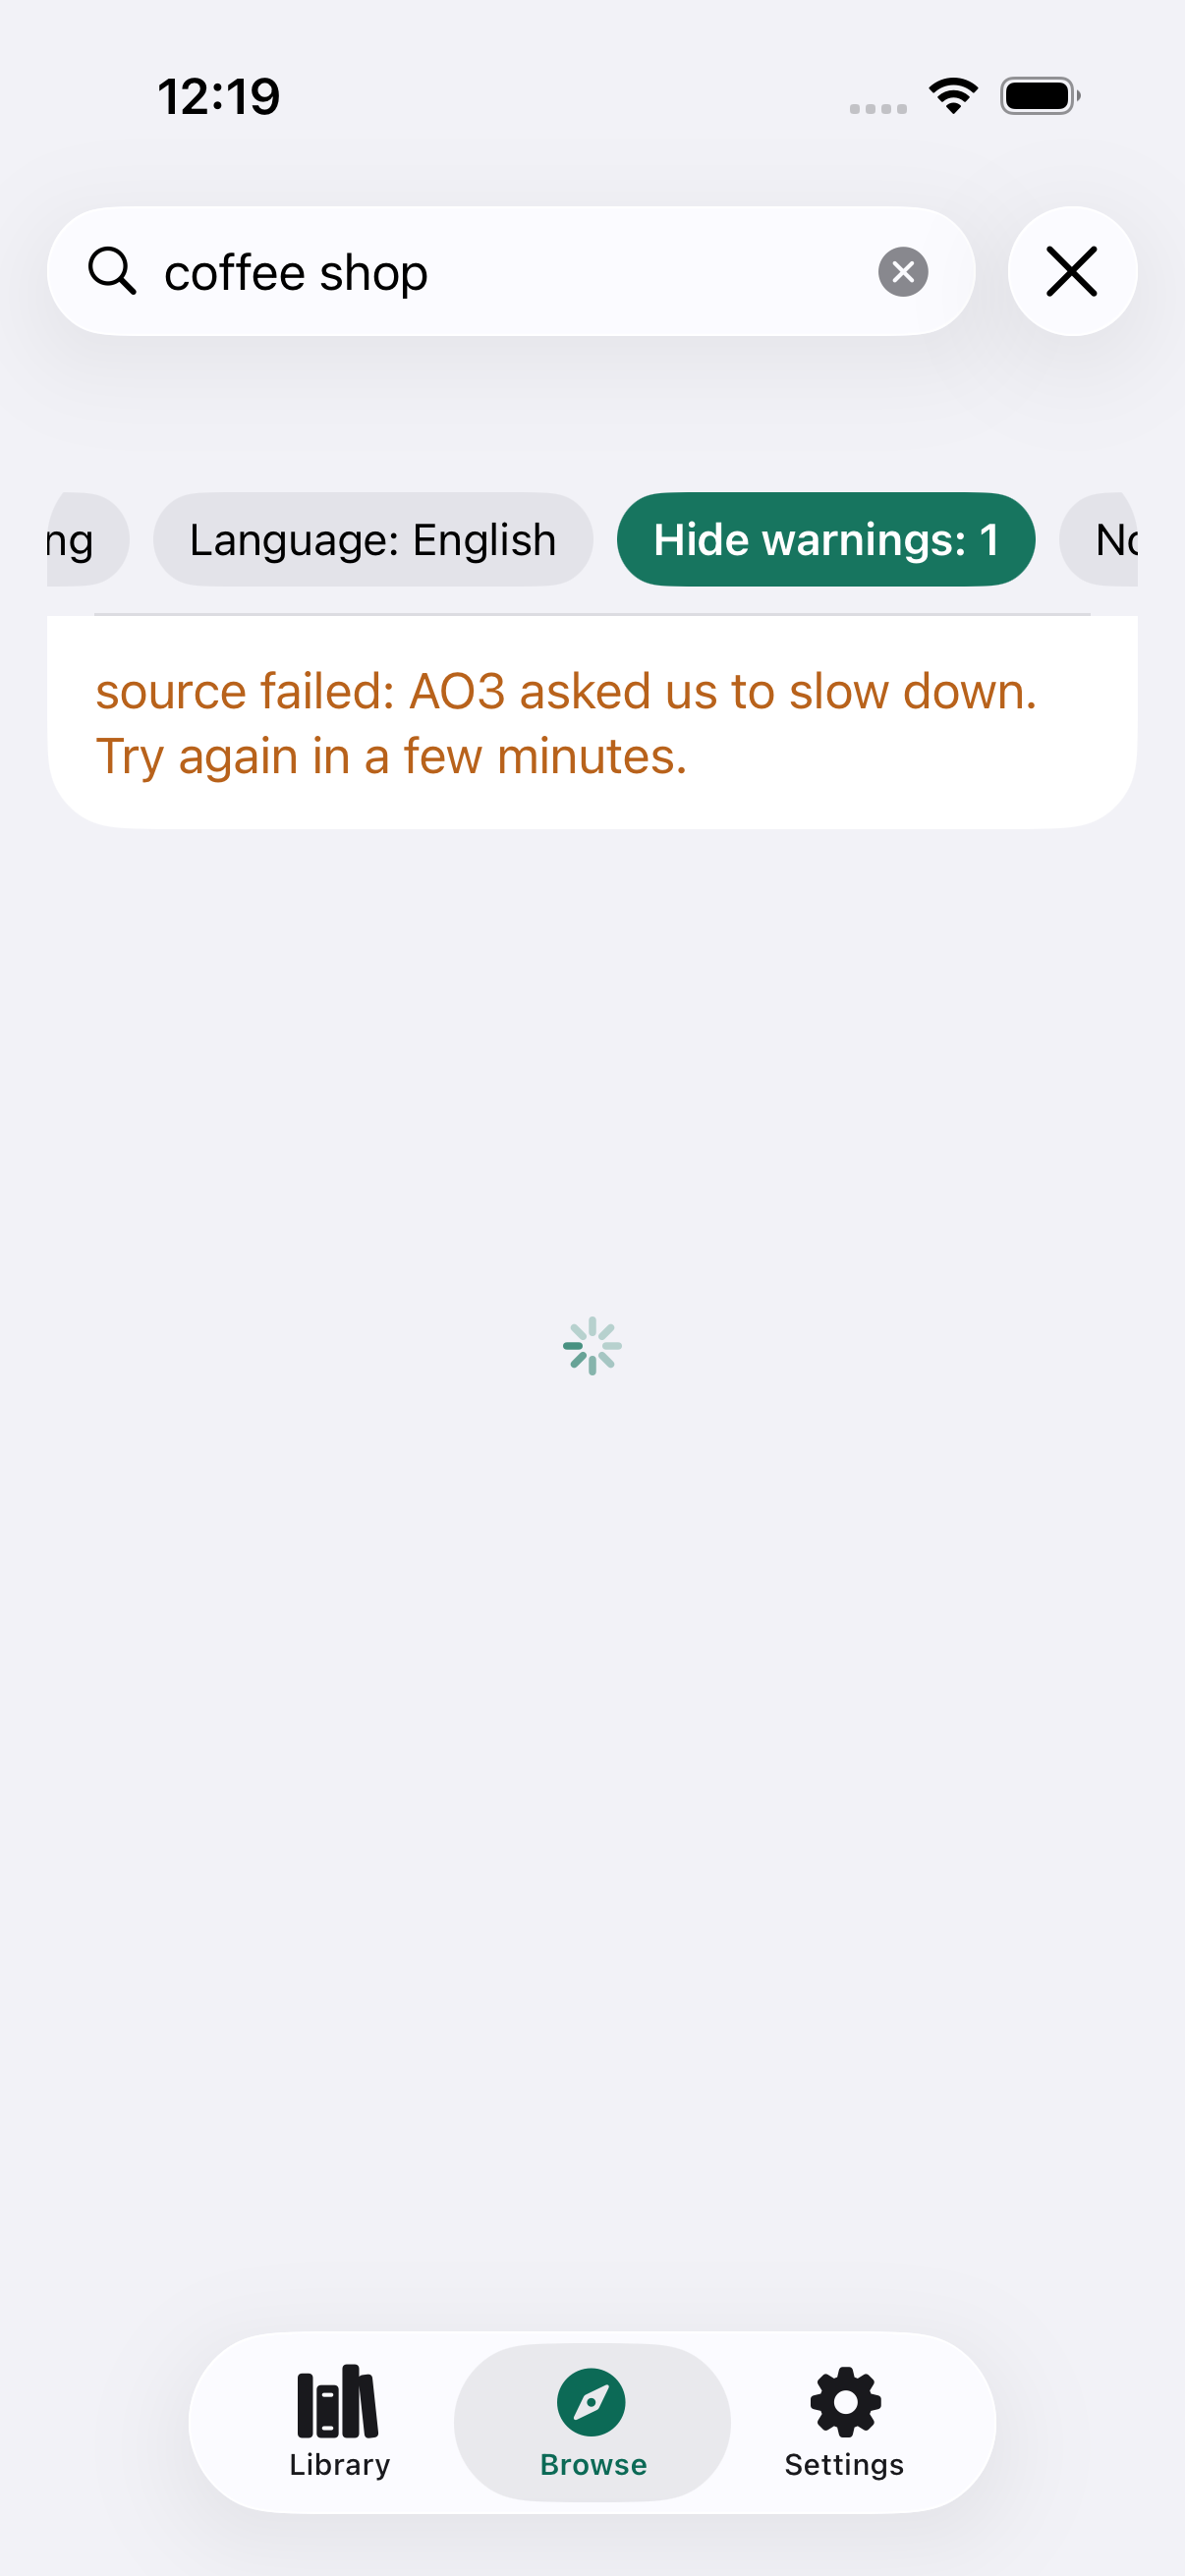 12:19
coffee shop
ng Language: English Hide warnings: 1 No
source failed: AO3 asked us to slow down.
Try again in a few minutes.
Library Browse Settings